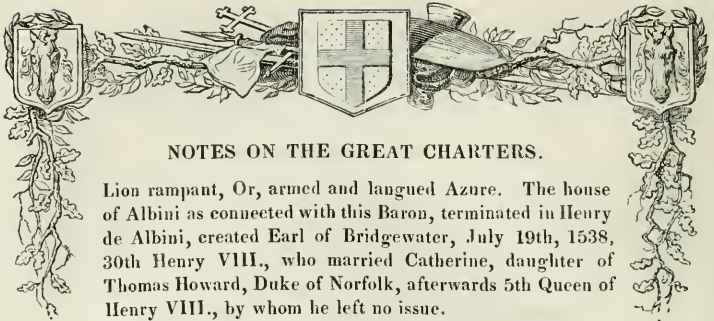 NOTES ON THE GREAT CHARTERS.
Lion rampant, Or, armed and langued Azure. The house
of Albini as connected with this Baron, terminated in Henry
de Albini, created Earl of Bridgewater, July 19th, 1538,
30th Henry VIII., who married Catherine, daughter of
Thomas Howard, Duke of Norfolk, afterwards 5th Queen of
Henry VIII., by whom he left no issue.